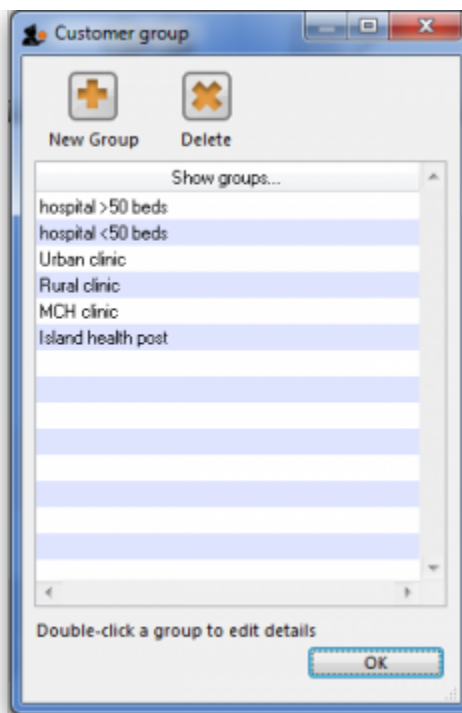 Customer group
New Group Delete
Show groups...
hospital >50 beds
hospital <50 beds
Urban clinic
Rural clinic
MCH clinic
Island health post
Double-click a group to edit details
OK